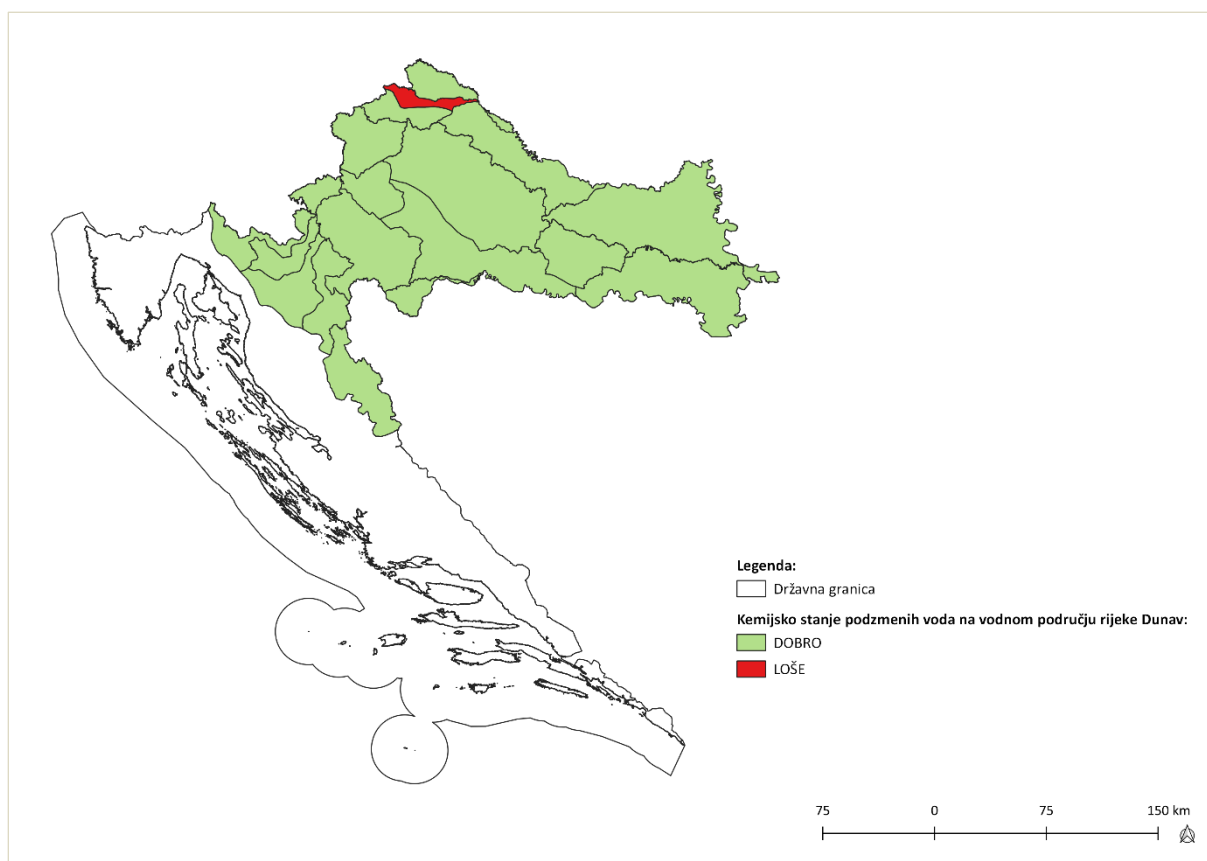 Legenda:
Državna granica
Kemijsko stanje podzmenih voda na vodnom području rijeke Dunav:
DOBRO
LOŠE
75 0 75 150 km